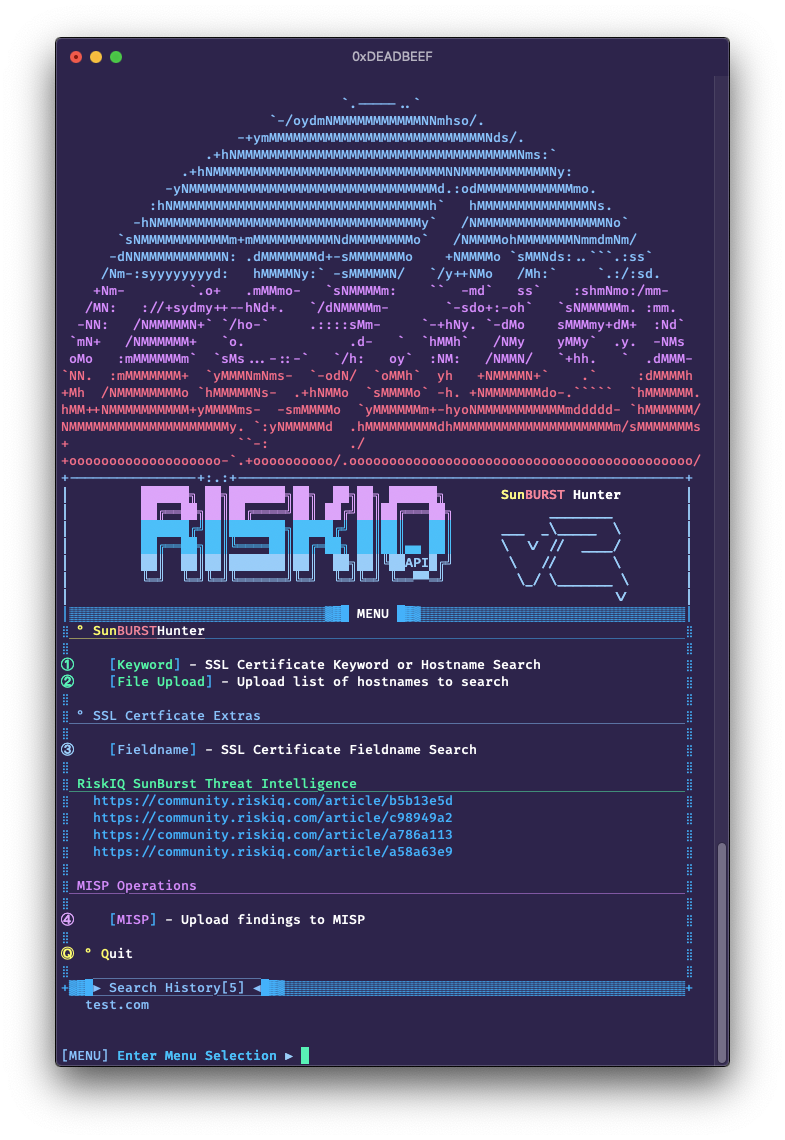 0xDEADBEEF
RISKIQ
API
SunBURST Hunter
v2
MENU
° SunBURSTHunter
① [Keyword] - SSL Certificate Keyword or Hostname Search
② [File Upload] - Upload list of hostnames to search
° SSL Certficate Extras
③ [Fieldname] - SSL Certificate Fieldname Search
RiskIQ SunBurst Threat Intelligence
https://community.riskiq.com/article/b5b13e5d
https://community.riskiq.com/article/c98949a2
https://community.riskiq.com/article/a786a113
https://community.riskiq.com/article/a58a63e9
MISP Operations
④ [MISP] - Upload findings to MISP
Q ° Quit
▶ Search History[5] ◀
test.com
[MENU] Enter Menu Selection ▶